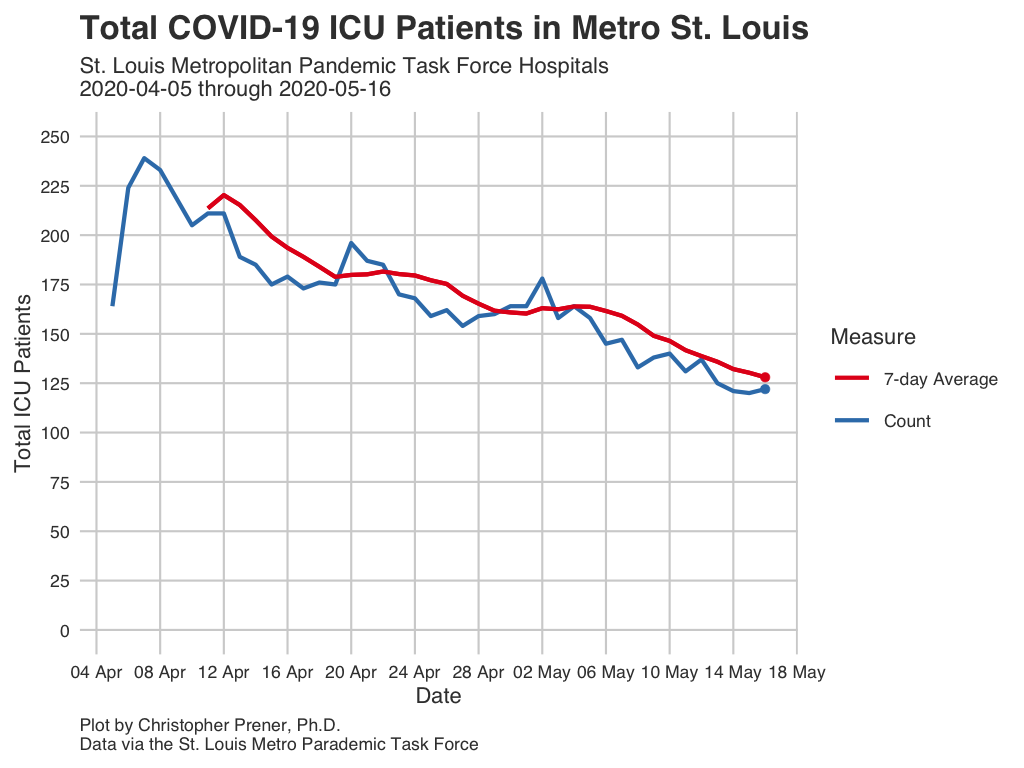 Total COVID-19 ICU Patients in Metro St. Louis
St. Louis Metropolitan Pandemic Task Force Hospitals
2020-04-05 through 2020-05-16
Total ICU Patients
250
225
200
175
150
125
100
75
50
25
0
04 Apr 08 Apr 12 Apr 16 Apr 20 Apr 24 Apr 28 Apr 02 May 06 May 10 May 14 May 18 May
Date
Measure
7-day Average
Count
Plot by Christopher Prener, Ph.D.
Data via the St. Louis Metro Parademic Task Force